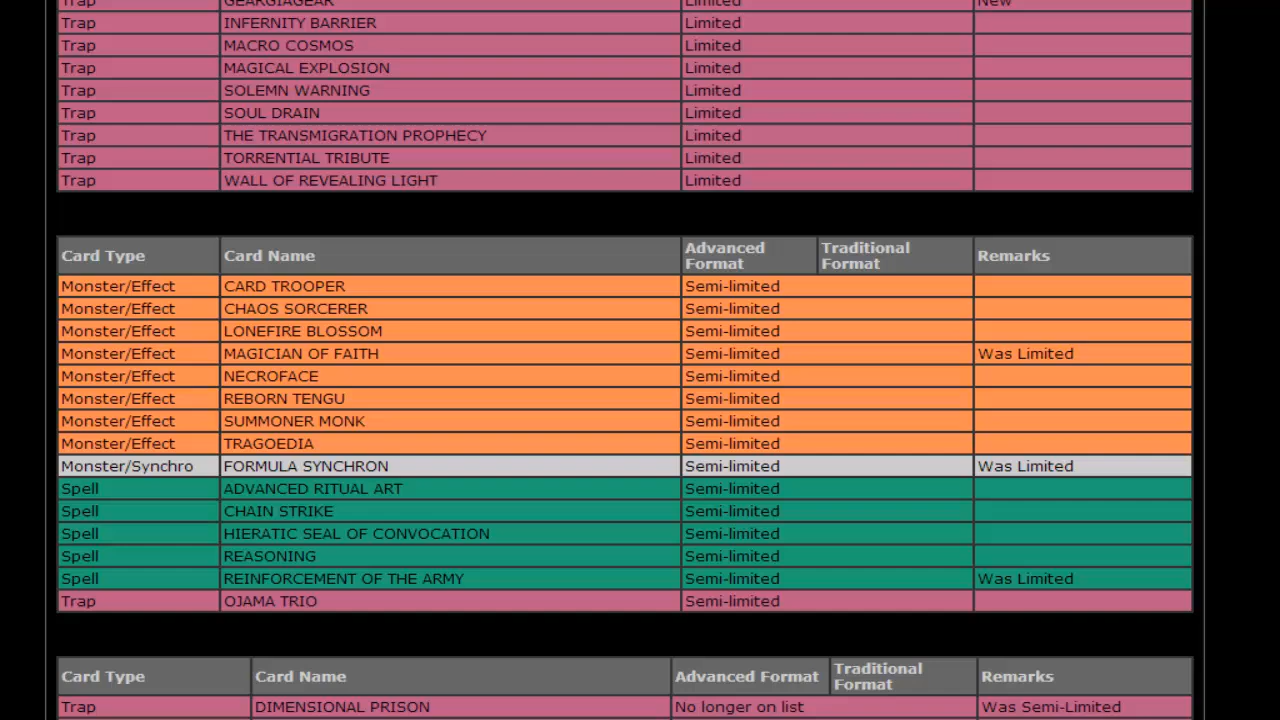 Trap GEARGIAGEAR Limited New
Trap INFERNITY BARRIER Limited
Trap MACRO COSMOS Limited
Trap MAGICAL EXPLOSION Limited
Trap SOLEMN WARNING Limited
Trap SOUL DRAIN Limited
Trap THE TRANSMIGRATION PROPHECY Limited
Trap TORRENTIAL TRIBUTE Limited
Trap WALL OF REVEALING LIGHT Limited
Card Type Card Name Advanced Format Traditional Format Remarks
Monster/Effect CARD TROOPER Semi-limited
Monster/Effect CHAOS SORCERER Semi-limited
Monster/Effect LONEFIRE BLOSSOM Semi-limited
Monster/Effect MAGICIAN OF FAITH Semi-limited Was Limited
Monster/Effect NECROFACE Semi-limited
Monster/Effect REBORN TENGU Semi-limited
Monster/Effect SUMMONER MONK Semi-limited
Monster/Effect TRAGOEDIA Semi-limited
Monster/Synchro FORMULA SYNCHRON Semi-limited Was Limited
Spell ADVANCED RITUAL ART Semi-limited
Spell CHAIN STRIKE Semi-limited
Spell HIERATIC SEAL OF CONVOCATION Semi-limited
Spell REASONING Semi-limited
Spell REINFORCEMENT OF THE ARMY Semi-limited Was Limited
Trap OJAMA TRIO Semi-limited
Card Type Card Name Advanced Format Traditional Format Remarks
Trap DIMENSIONAL PRISON No longer on list Was Semi-Limited